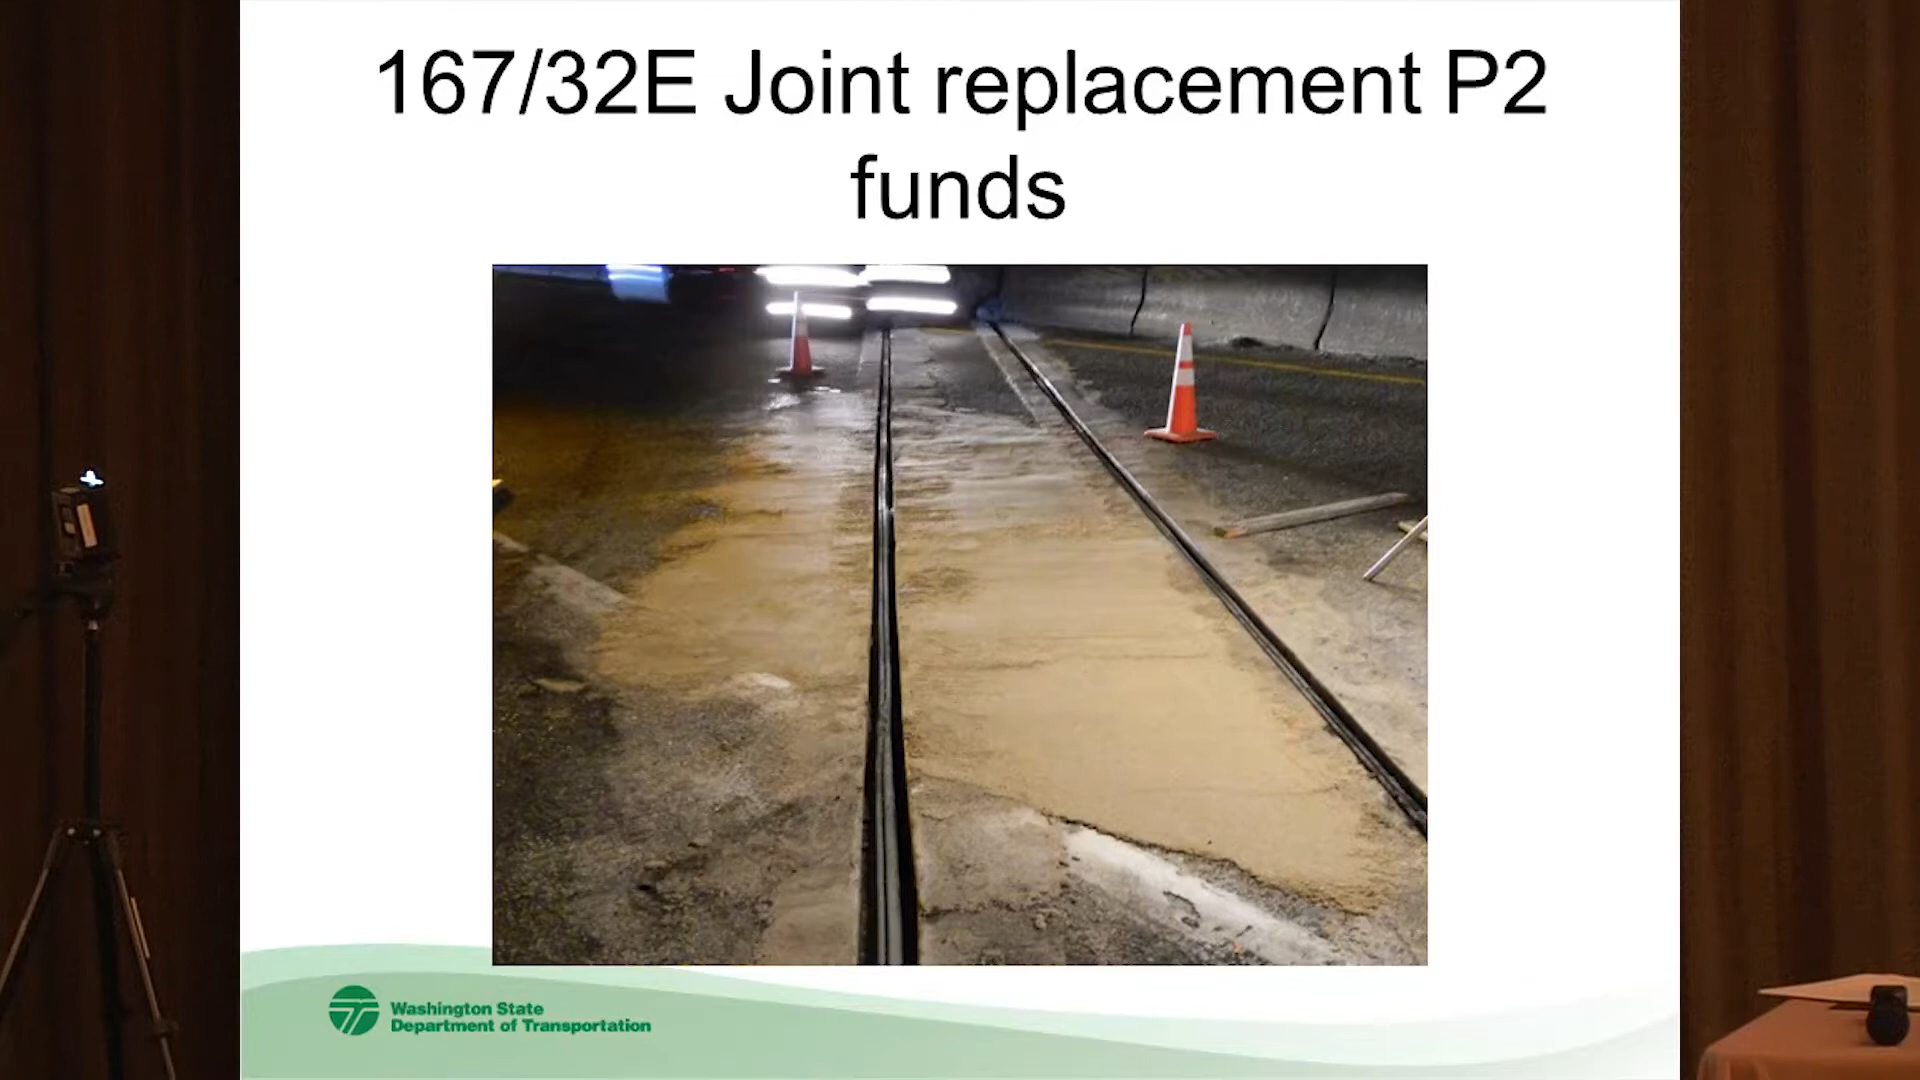 167/32E Joint replacement P2
funds
Washington State
Department of Transportation